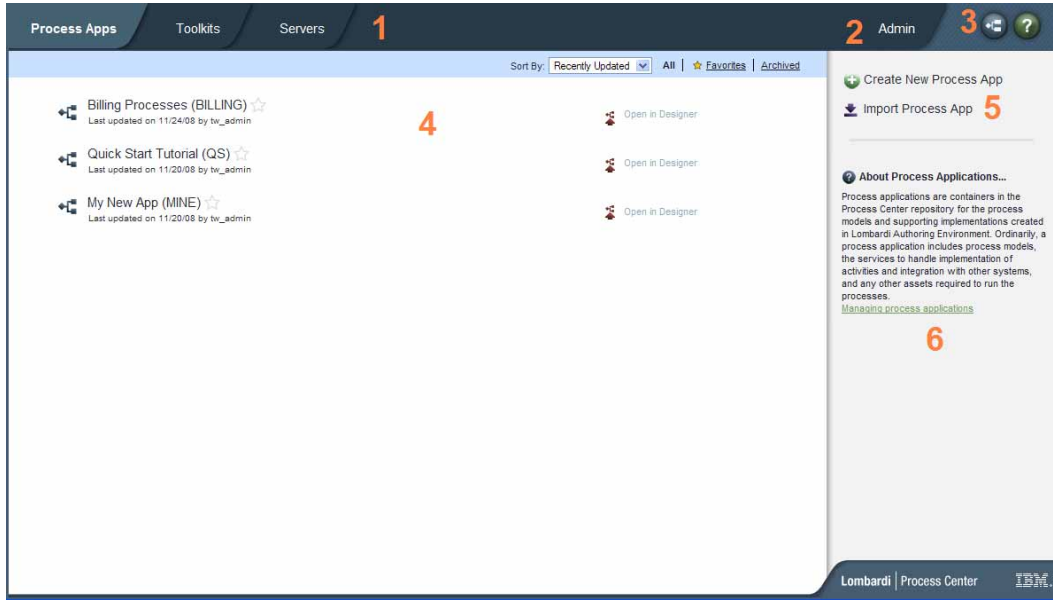 Process Apps
Toolkits
Servers
1
2
Admin
3
?
Sort By: Recently Updated All | Favorites | Archived
Billing Processes (BILLING)
Last updated on 11/24/08 by tw_admin
4
Open in Designer
Quick Start Tutorial (QS)
Last updated on 11/20/08 by tw_admin
Open in Designer
My New App (MINE)
Last updated on 11/20/08 by tw_admin
Open in Designer
Create New Process App
Import Process App
5
? About Process Applications...
Process applications are containers in the
Process Center repository for the process
models and supporting implementations created
in Lombardi Authoring Environment. Ordinarily, a
process application includes process models,
the services to handle implementation of
activities and integration with other systems,
and any other assets required to run the
processes.
Managing process applications
6
Lombardi | Process Center
IBM.